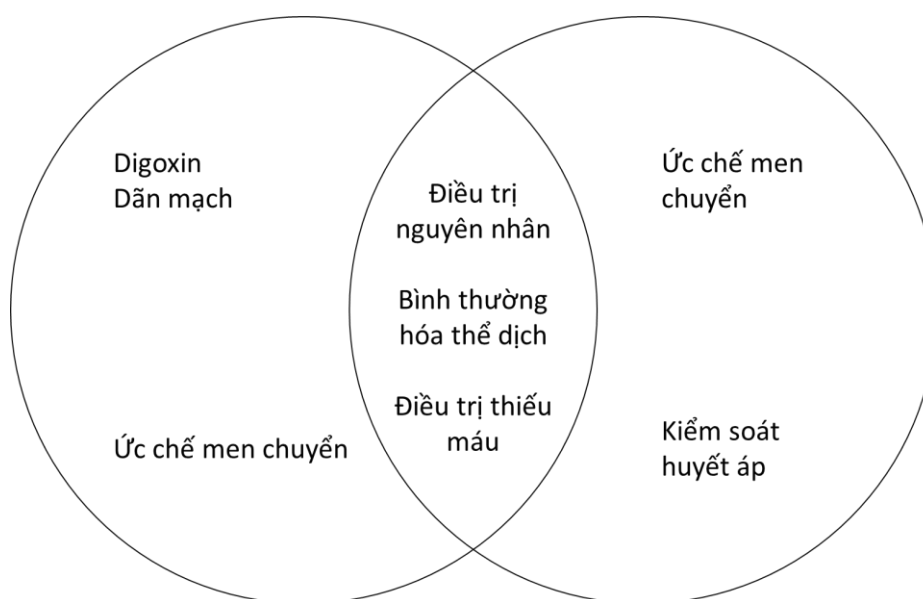 Digoxin
Dãn mạch
Ức chế men chuyển
Điều trị
nguyên nhân
Bình thường
hóa thể dịch
Điều trị thiếu
máu
Ức chế men
chuyển
Kiểm soát
huyết áp